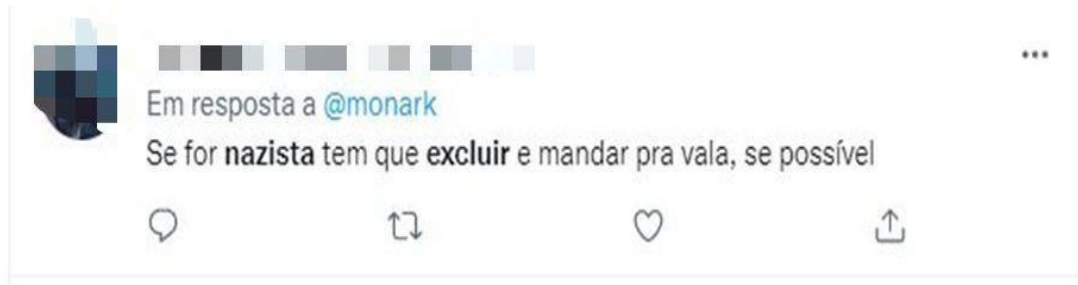 Em resposta a @monark
Se for nazista tem que excluir e mandar pra vala, se possível